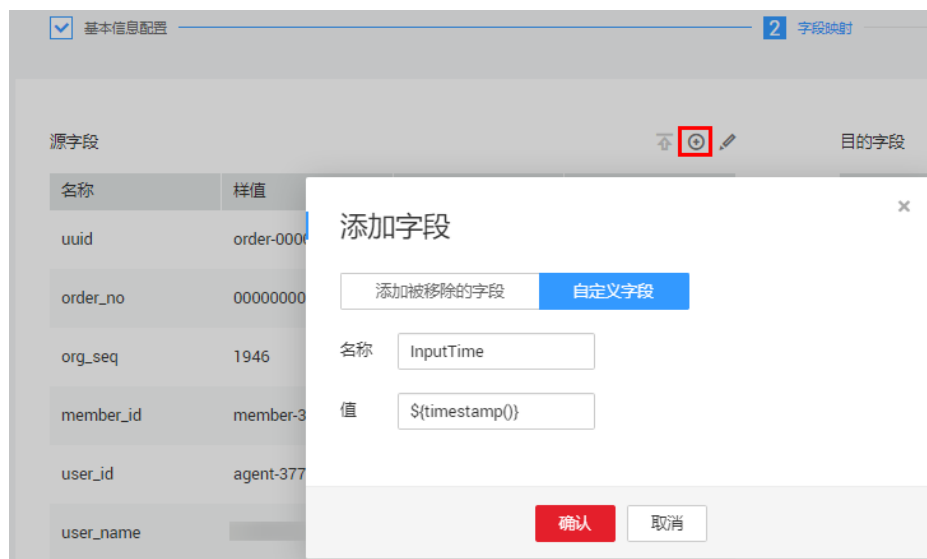 基本信息配置
2 字段映射
源字段
目的字段
名称 样值
uuid order-000
order_no 00000000
org_seq 1946
member_id member-3
user_id agent-377
user_name
添加字段
×
添加被移除的字段 自定义字段
名称 InputTime
值 ${timestamp()}
确认 取消